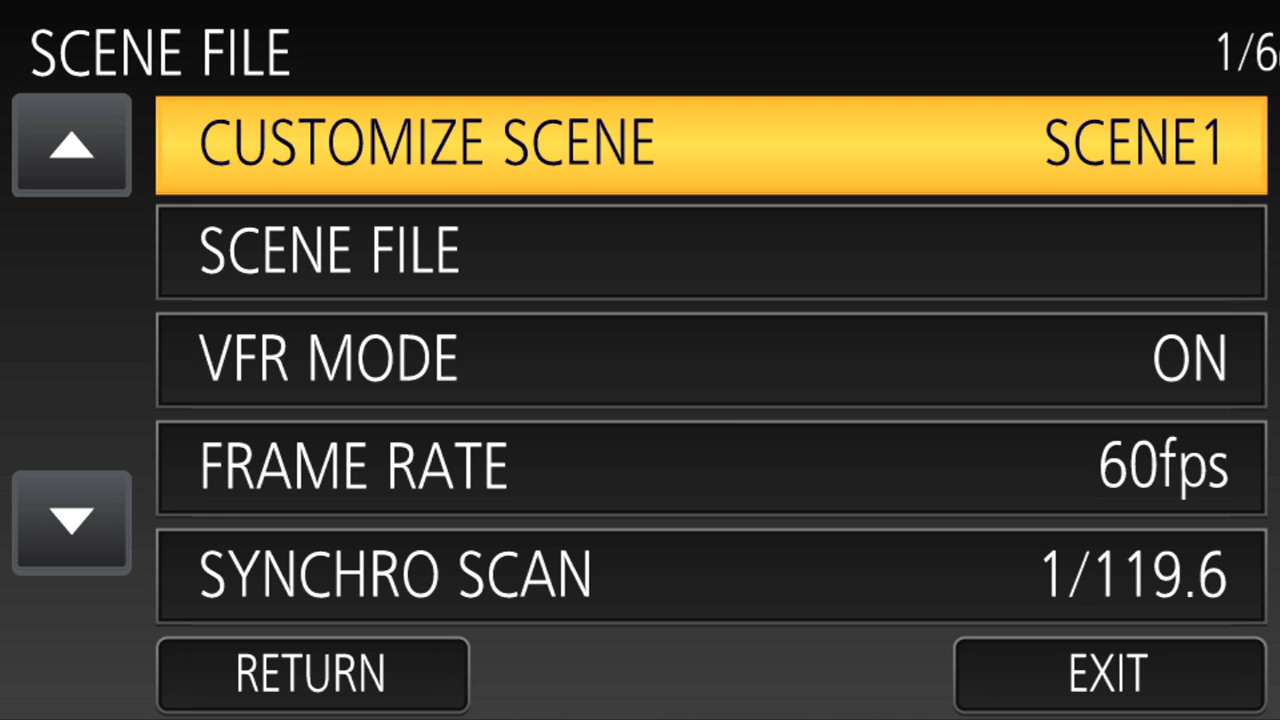 SCENE FILE 1/6
CUSTOMIZE SCENE SCENE1
SCENE FILE
VFR MODE ON
FRAME RATE 60fps
SYNCHRO SCAN 1/119.6
RETURN EXIT